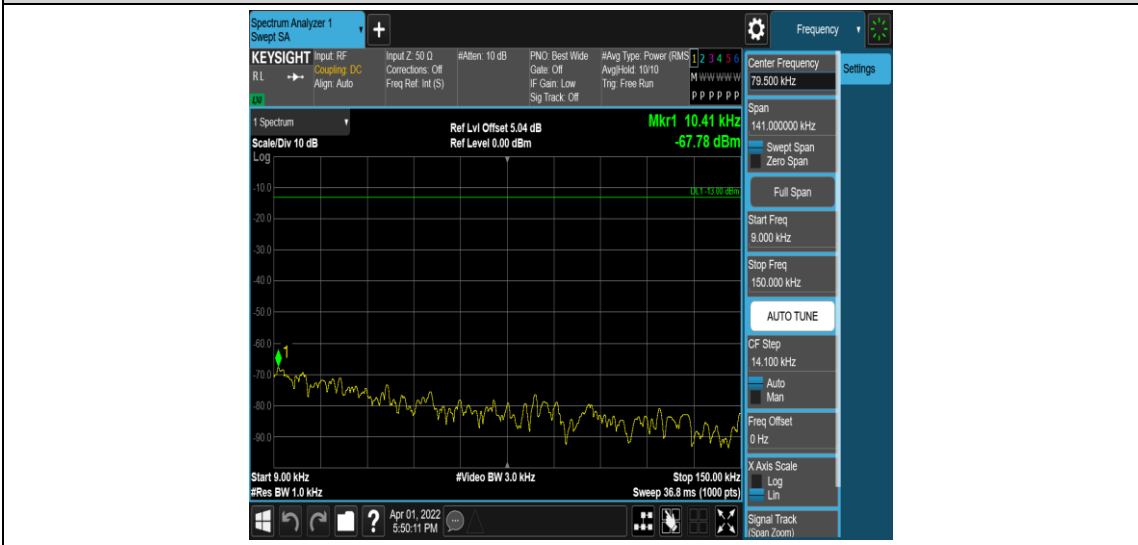 Spectrum Analyzer 1
Swept SA
Frequency
KEYSIGHT
Input: RF
Coupling: DC
Align: Auto
Input Z: 50 Ω
Corrections: Off
Freq Ref: Int (S)
#Atten: 10 dB
PNO: Best Wide
Gate: Off
IF Gain: Low
Sig Track: Off
#Avg Type: Power (RMS
Avg|Hold: 10/10
Trig: Free Run
1 2 3 4 5 6
M W W W W W
P P P P P P
R L
LXI
Center Frequency
79.500 kHz
Settings
Span
141.000000 kHz
Swept Span
Zero Span
Full Span
Start Freq
9.000 kHz
Stop Freq
150.000 kHz
AUTO TUNE
CF Step
14.100 kHz
Auto
Man
Freq Offset
0 Hz
X Axis Scale
Log
Lin
Signal Track
(Span Zoom)
1 Spectrum
Scale/Div 10 dB
Log
Ref Lvl Offset 5.04 dB
Ref Level 0.00 dBm
Mkr1 10.41 kHz
-67.78 dBm
DL1 -13.00 dBm
-10.0
-20.0
-30.0
-40.0
-50.0
-60.0
1
-70.0
-80.0
-90.0
Start 9.00 kHz
#Res BW 1.0 kHz
#Video BW 3.0 kHz
Stop 150.00 kHz
Sweep 36.8 ms (1000 pts)
?
Apr 01, 2022
5:50:11 PM